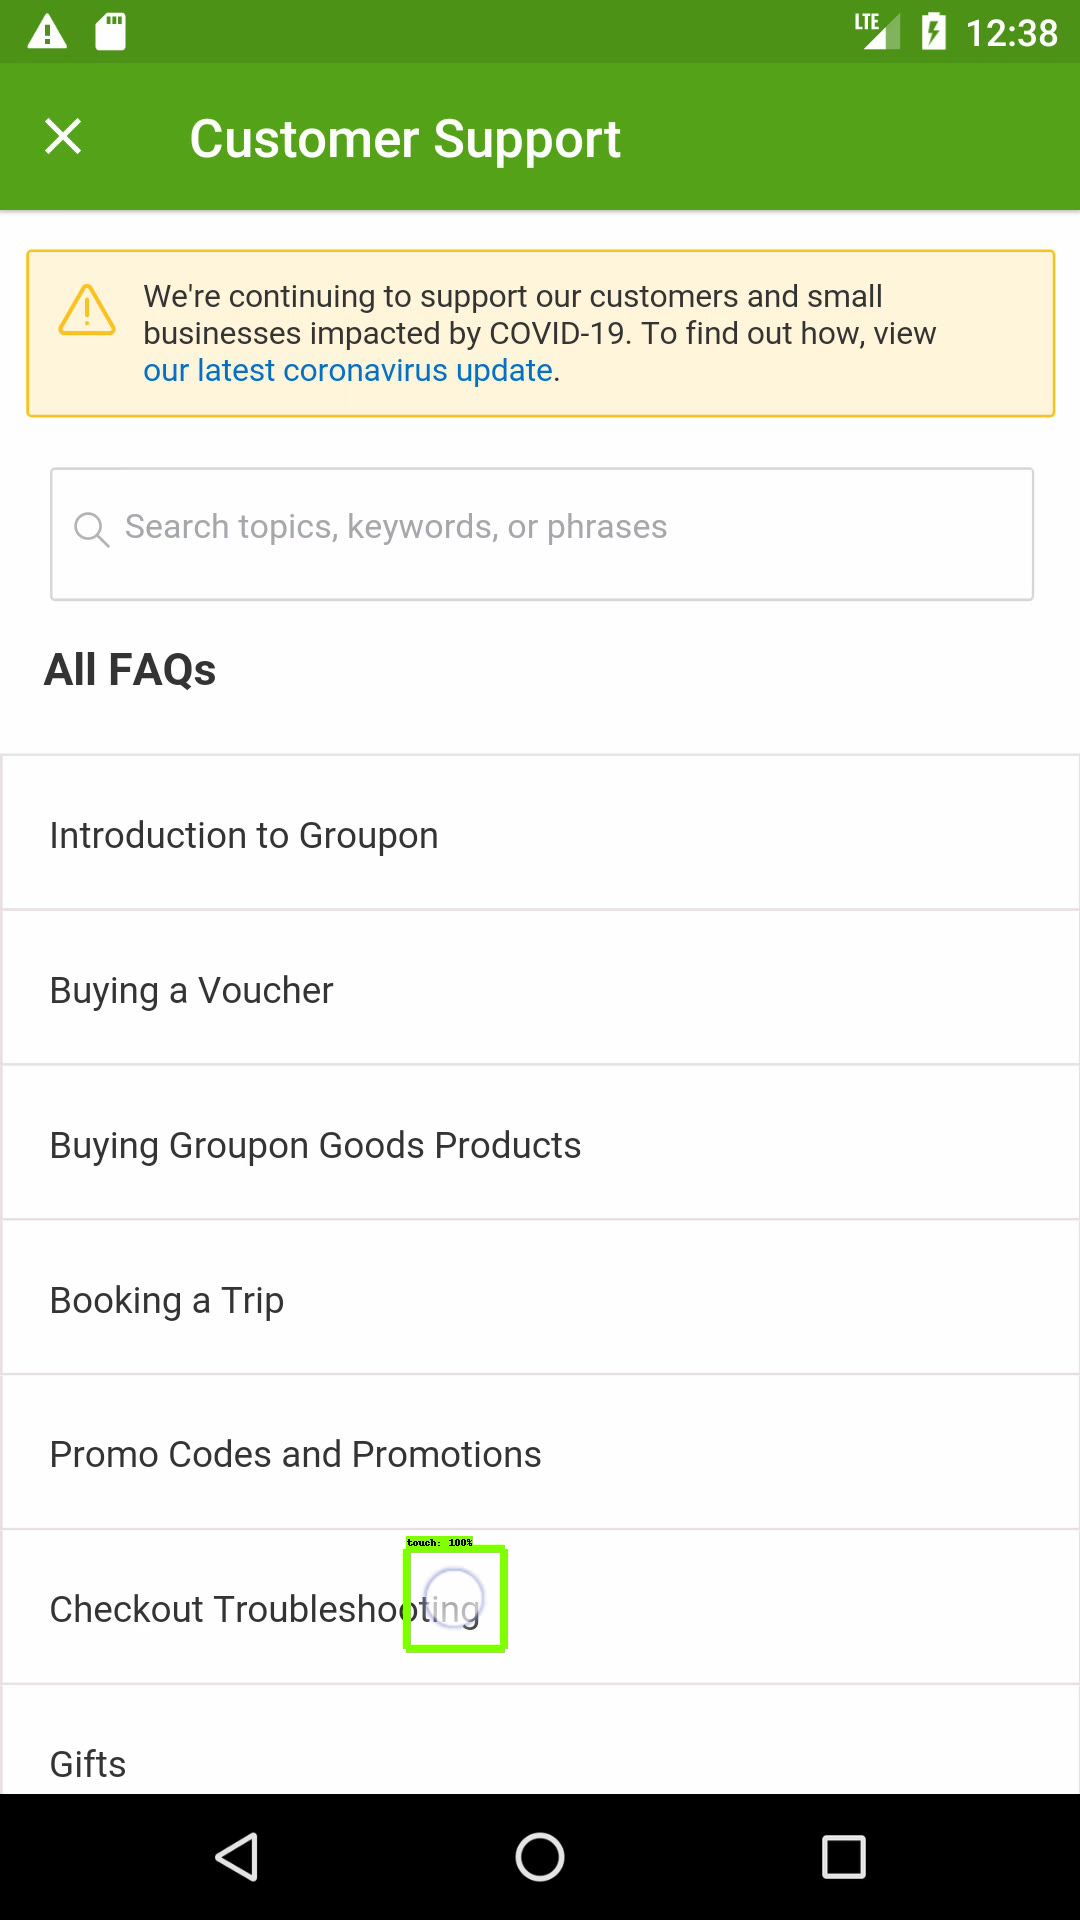 LTE 12:38
Customer Support
We're continuing to support our customers and small
businesses impacted by COVID-19. To find out how, view
our latest coronavirus update.
Search topics, keywords, or phrases
All FAQs
Introduction to Groupon
Buying a Voucher
Buying Groupon Goods Products
Booking a Trip
Promo Codes and Promotions
touch: 100%
Checkout Troubleshooting
Gifts